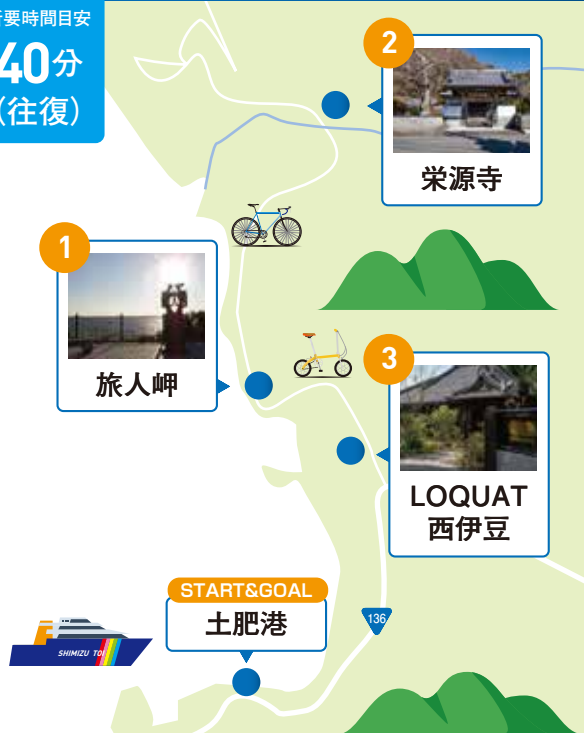 要時間目安
40分
(往復)
2
栄源寺
1
旅人岬
3
LOQUAT
西伊豆
START&GOAL
土肥港
136
SHIMIZU TO